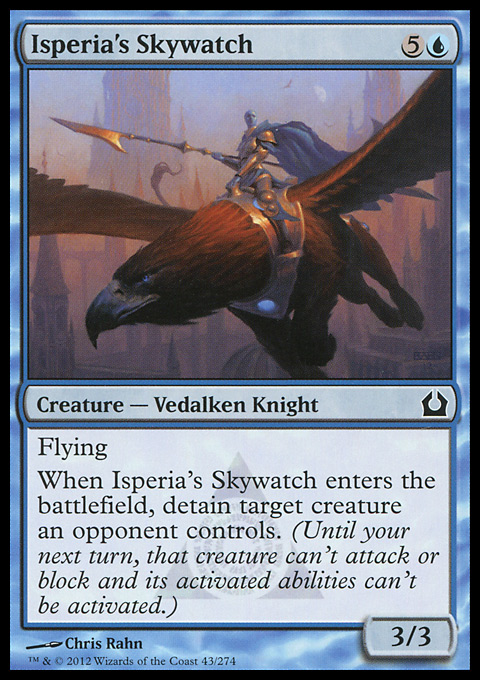 Isperia's Skywatch 5
Creature — Vedalken Knight
Flying
When Isperia's Skywatch enters the
battlefield, detain target creature
an opponent controls. (Until your
next turn, that creature can't attack or
block and its activated abilities can't
be activated.)
Chris Rahn
3/3
™ & © 2012 Wizards of the Coast 43/274